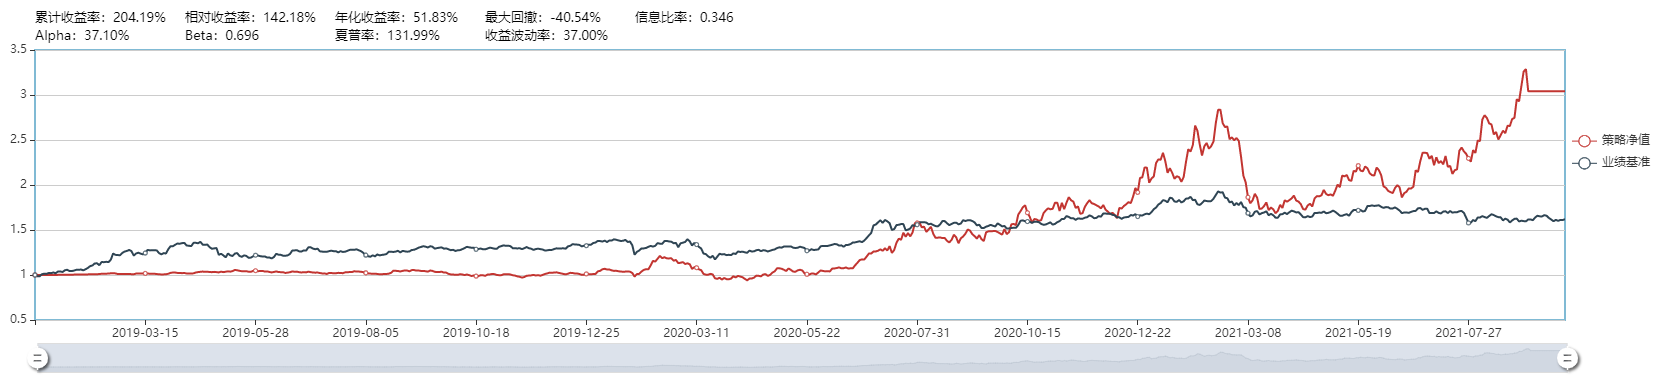 累计收益率：204.19% 相对收益率：142.18% 年化收益率：51.83% 最大回撤：-40.54% 信息比率：0.346
Alpha：37.10% Beta：0.696 夏普率：131.99% 收益波动率：37.00%
3.5
3
2.5
2
1.5
1
0.5
策略净值
业绩基准
2019-03-15 2019-05-28 2019-08-05 2019-10-18 2019-12-25 2020-03-11 2020-05-22 2020-07-31 2020-10-15 2020-12-22 2021-03-08 2021-05-19 2021-07-27